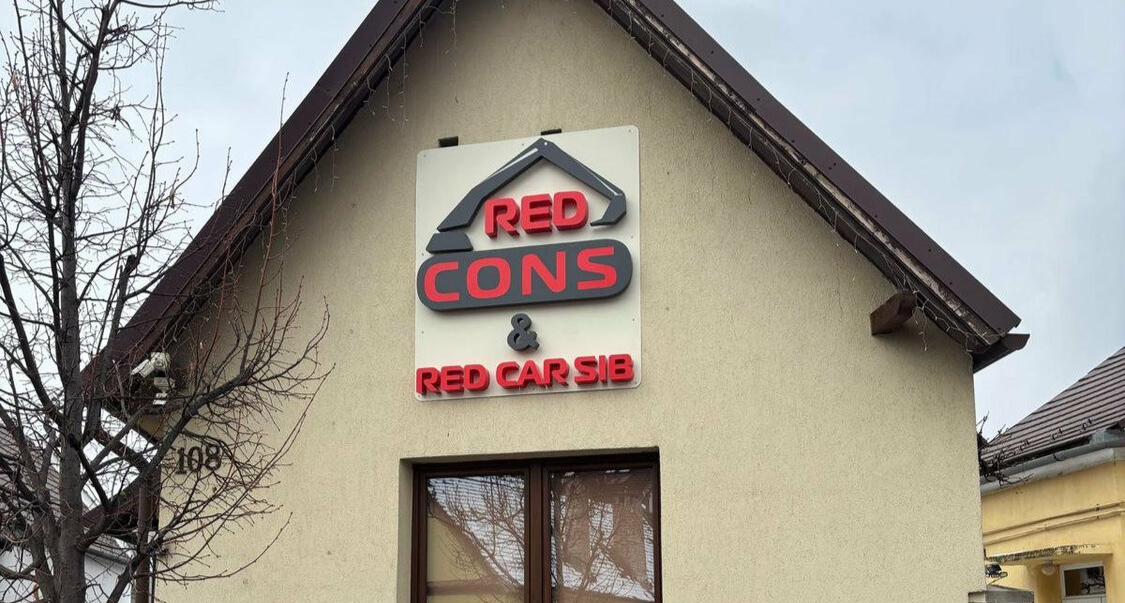 RED
CONS
&
RED CAR SIB
108